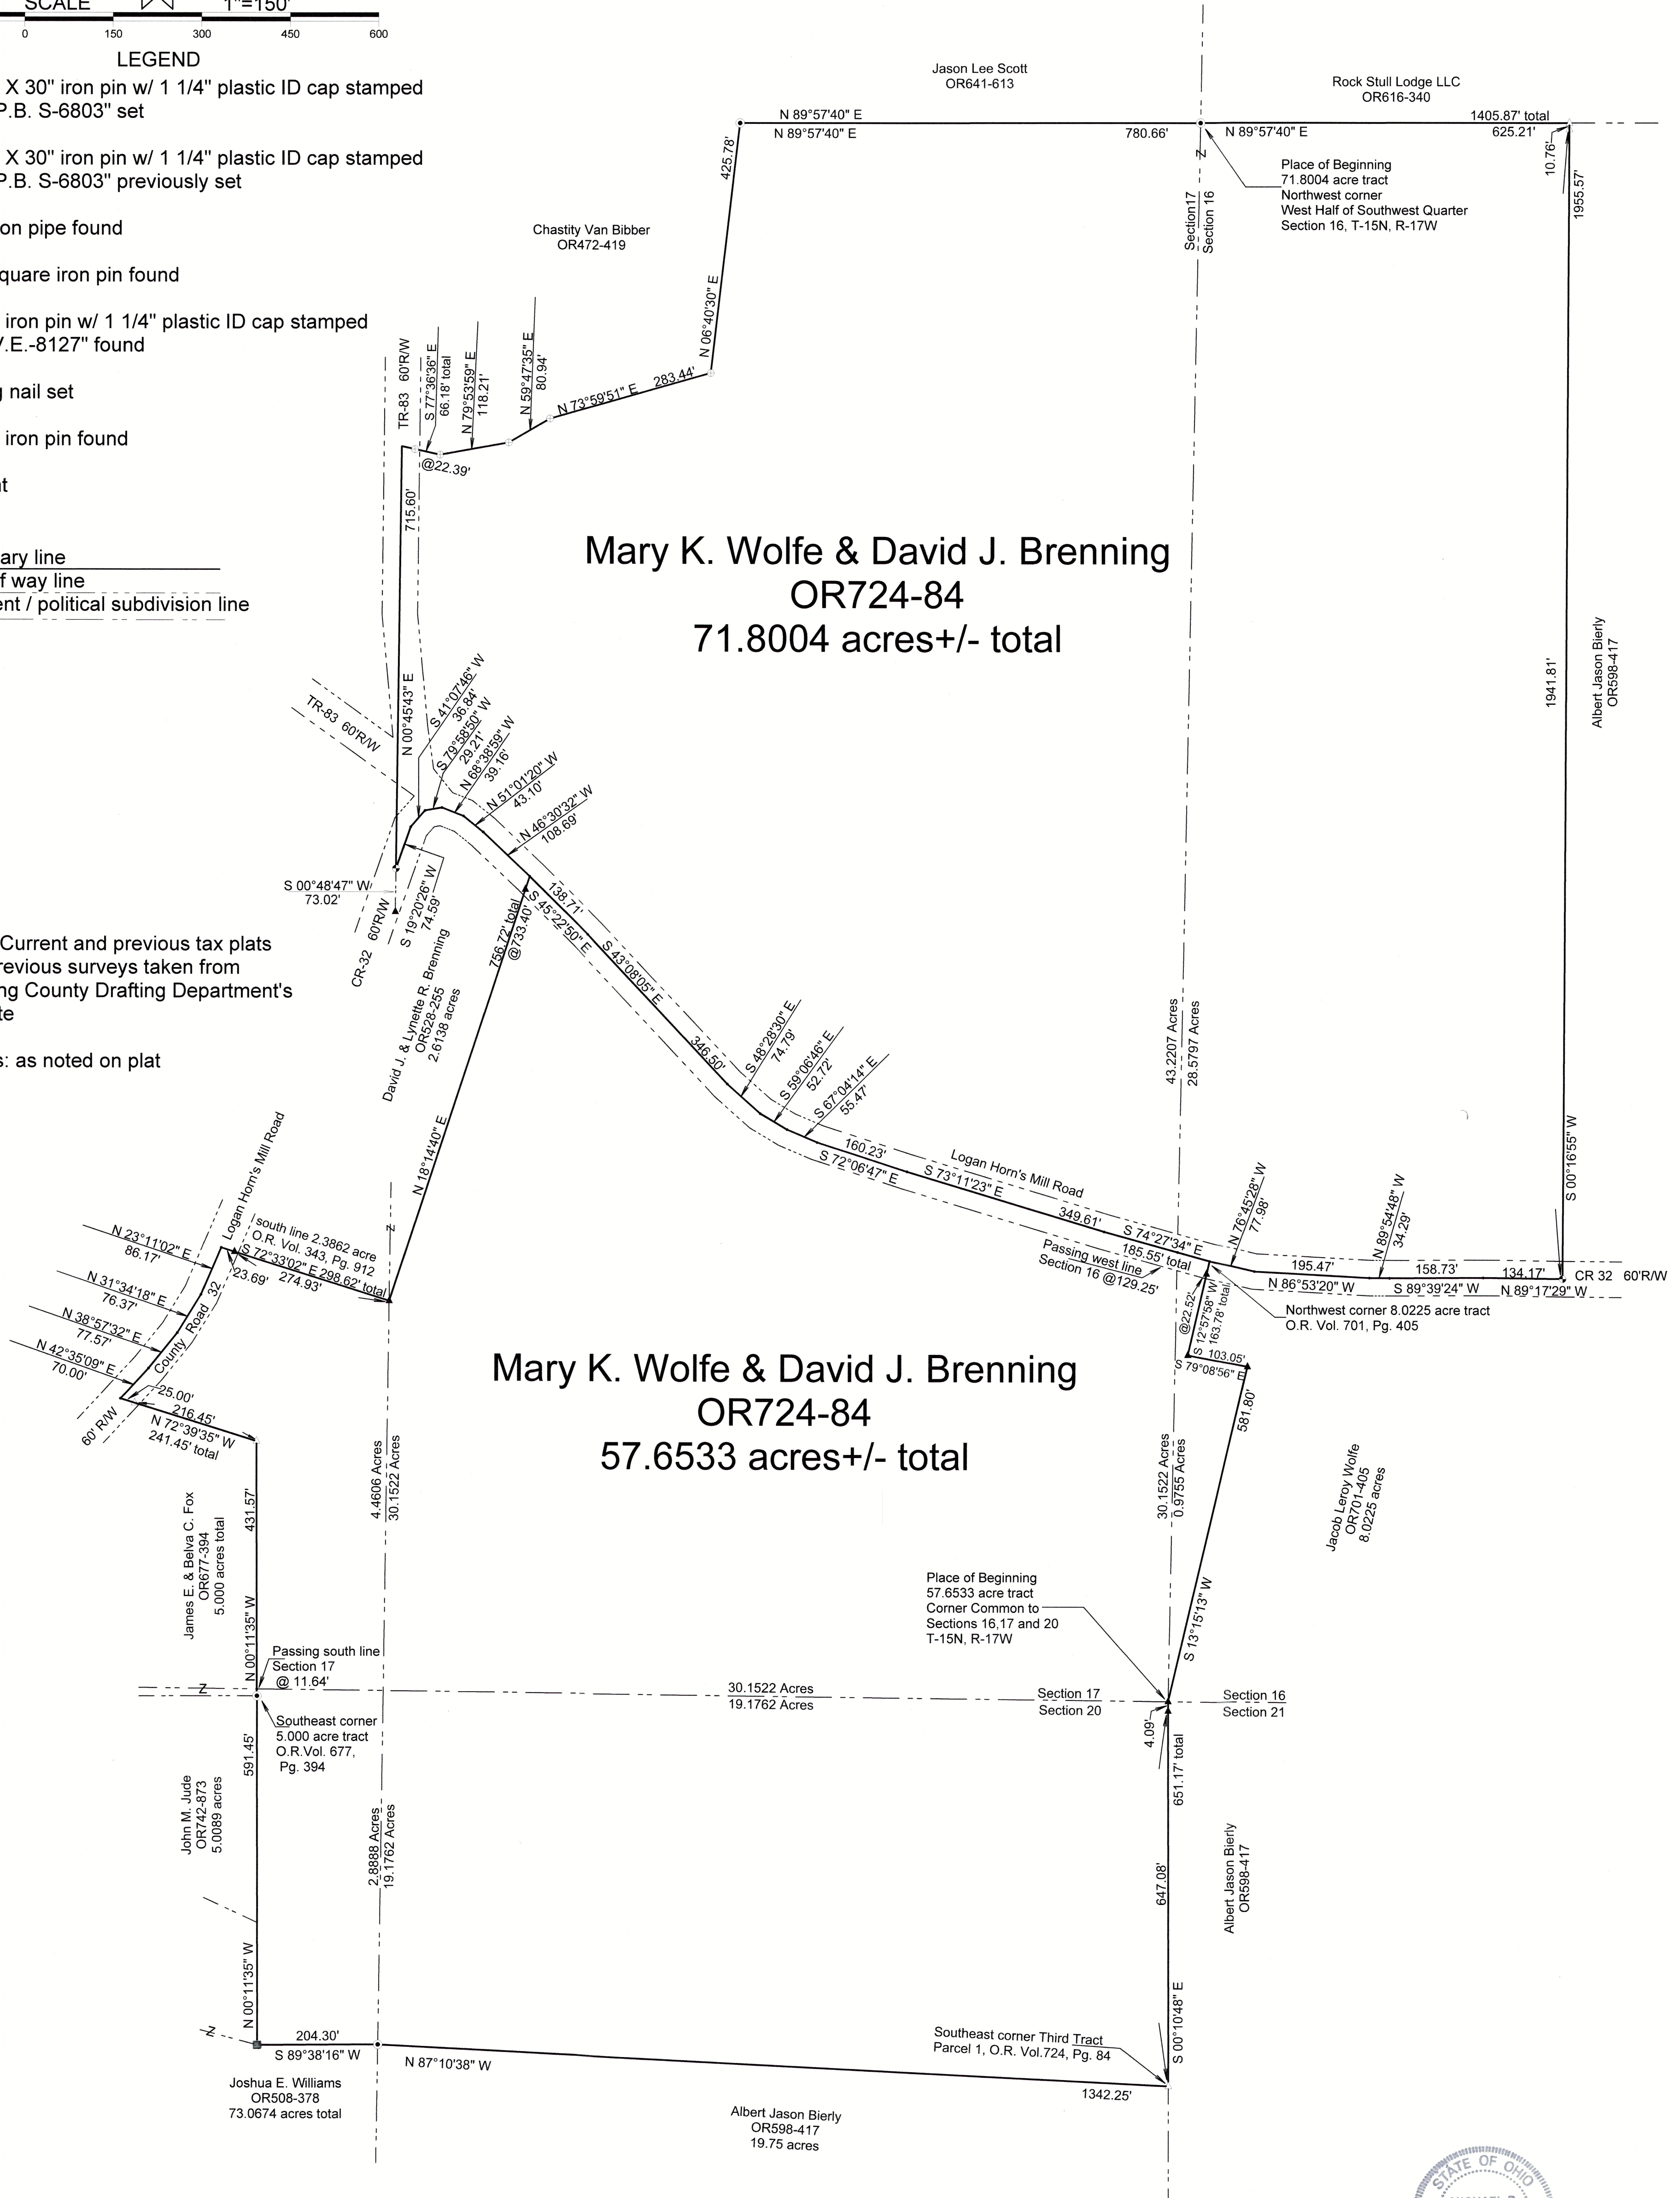 SCALE 1"=150'
0 150 300 450 600
LEGEND
X 30" iron pin w/ 1 1/4" plastic ID cap stamped
P.B. S-6803" set
X 30" iron pin w/ 1 1/4" plastic ID cap stamped
P.B. S-6803" previously set
on pipe found
quare iron pin found
iron pin w/ 1 1/4" plastic ID cap stamped
V.E.-8127" found
g nail set
iron pin found
ary line
f way line
ent / political subdivision line
Current and previous tax plats
revious surveys taken from
ng County Drafting Department's
te
s: as noted on plat
Jason Lee Scott
OR641-613
Rock Stull Lodge LLC
OR616-340
N 89°57'40" E
1405.87' total
N 89°57'40" E
780.66'
N 89°57'40" E
625.21'
10.76'
1955.57'
Z
Section17
Section 16
Place of Beginning
71.8004 acre tract
Northwest corner
West Half of Southwest Quarter
Section 16, T-15N, R-17W
425.78'
N 06°40'30" E
Chastity Van Bibber
OR472-419
TR-83 60'R/W
S 77°36'36" E
66.18' total
N 79°53'59" E
118.21'
N 59°47'35" E
80.94'
N 73°59'51" E
283.44'
@22.39'
715.60'
N 00°45'43" E
Mary K. Wolfe & David J. Brenning
OR724-84
71.8004 acres+/- total
1941.81'
Albert Jason Bierly
OR598-417
S 00°16'55" W
TR-83 60'R/W
S 41°07'46" W
36.84'
S 79°58'50" W
29.21'
N 68°38'59" W
39.16'
N 51°01'20" W
43.10'
N 46°30'32" W
108.69'
S 00°48'47" W
73.02'
CR-32 60'R/W
S 19°20'26" W
74.59'
David J. & Lynette R. Brenning
OR528-255
2.6138 acres
756.72' total
@733.40'
N 18°14'40" E
138.71'
S 45°22'50" E
S 43°08'05" E
346.50'
S 48°28'30" E
74.79'
S 59°06'46" E
52.72'
S 67°04'14" E
55.47'
160.23'
S 72°06'47" E
Logan Horn's Mill Road
S 73°11'23" E
349.61'
43.2207 Acres
28.5797 Acres
S 74°27'34" E
185.55' total
Passing west line
Section 16 @129.25'
N 76°45'28" W
77.98'
195.47'
N 86°53'20" W
N 89°54'48" W
34.29'
158.73'
S 89°39'24" W
134.17'
N 89°17'29" W
CR 32 60'R/W
Northwest corner 8.0225 acre tract
O.R. Vol. 701, Pg. 405
@22.52'
S 12°57'58" W
163.78' total
103.05'
S 79°08'56" E
581.80'
S 13°15'13" W
Jacob Leroy Wolfe
OR701-405
8.0225 acres
Logan Horn's Mill Road
south line 2.3862 acre
O.R. Vol. 343, Pg. 912
S 72°33'02" E 298.62' total
23.69'
274.93'
Z
N 23°11'02" E
86.17'
N 31°34'18" E
76.37'
N 38°57'32" E
77.57'
N 42°35'09" E
70.00'
County Road 32
60' R/W
25.00'
216.45'
N 72°39'35" W
241.45' total
Mary K. Wolfe & David J. Brenning
OR724-84
57.6533 acres+/- total
4.4606 Acres
30.1522 Acres
30.1522 Acres
0.9755 Acres
431.57'
N 00°11'35" W
James E. & Belva C. Fox
OR677-394
5.000 acres total
Place of Beginning
57.6533 acre tract
Corner Common to
Sections 16,17 and 20
T-15N, R-17W
Passing south line
Section 17
@ 11.64'
Z
30.1522 Acres
19.1762 Acres
Section 17
Section 20
Section 16
Section 21
Southeast corner
5.000 acre tract
O.R.Vol. 677,
Pg. 394
591.45'
John M. Jude
OR742-873
5.0089 acres
N 00°11'35" W
2.8888 Acres
19.1762 Acres
4.09'
651.17' total
647.08'
S 00°10'48" E
Albert Jason Bierly
OR598-417
Z
204.30'
S 89°38'16" W
N 87°10'38" W
1342.25'
Southeast corner Third Tract
Parcel 1, O.R. Vol.724, Pg. 84
Joshua E. Williams
OR508-378
73.0674 acres total
Albert Jason Bierly
OR598-417
19.75 acres
STATE OF OHIO